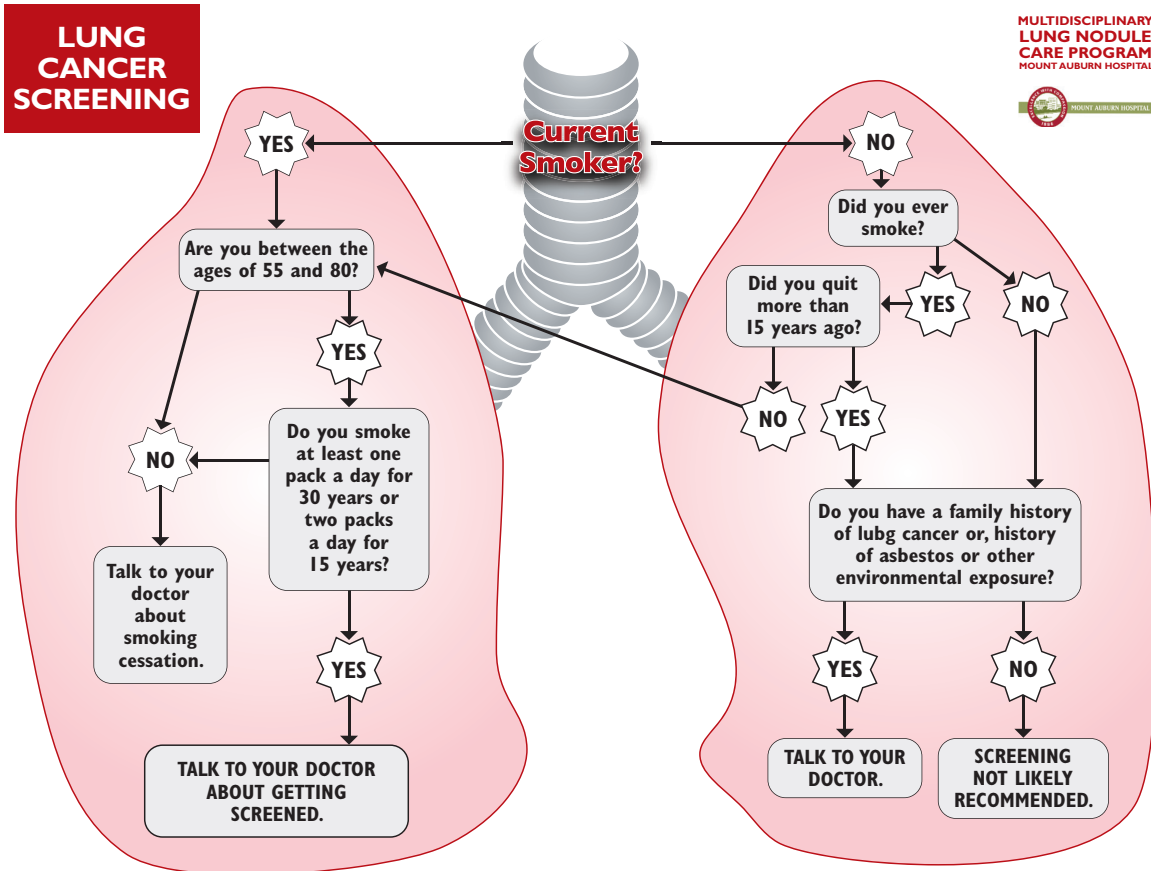 LUNG
CANCER
SCREENING
MULTIDISCIPLINARY
LUNG NODULE
CARE PROGRAM
MOUNT AUBURN HOSPITAL
MOUNT AUBURN HOSPITAL
Current
Smoker?
YES
Are you between the
ages of 55 and 80?
YES
NO
Do you smoke
at least one
pack a day for
30 years or
two packs
a day for
15 years?
Talk to your
doctor
about
smoking
cessation.
YES
TALK TO YOUR DOCTOR
ABOUT GETTING
SCREENED.
NO
Did you ever
smoke?
YES
NO
Did you quit
more than
15 years ago?
NO
YES
Do you have a family history
of lubg cancer or, history
of asbestos or other
environmental exposure?
YES
NO
TALK TO YOUR
DOCTOR.
SCREENING
NOT LIKELY
RECOMMENDED.